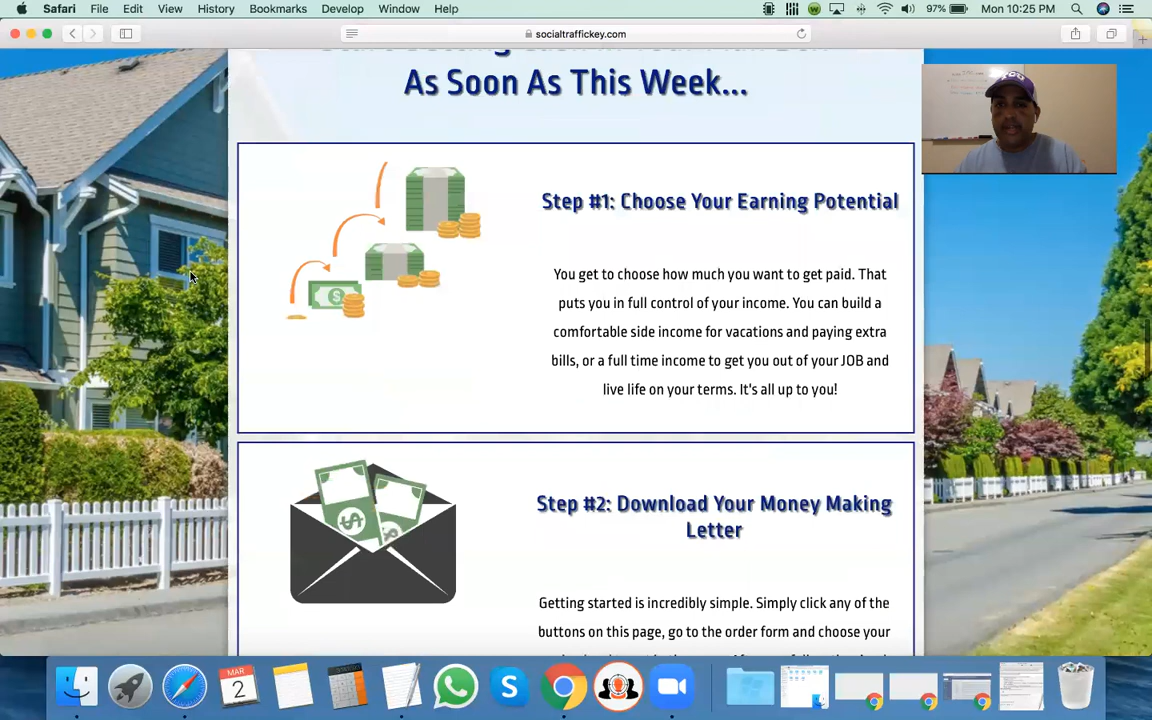 Safari File Edit View History Bookmarks Develop Window Help 97% Mon 10:25 PM
socialtraffickey.com
As Soon As This Week...
Step #1: Choose Your Earning Potential
You get to choose how much you want to get paid. That
puts you in full control of your income. You can build a
comfortable side income for vacations and paying extra
bills, or a full time income to get you out of your JOB and
live life on your terms. It's all up to you!
Step #2: Download Your Money Making
Letter
Getting started is incredibly simple. Simply click any of the
buttons on this page, go to the order form and choose your
MAR
2